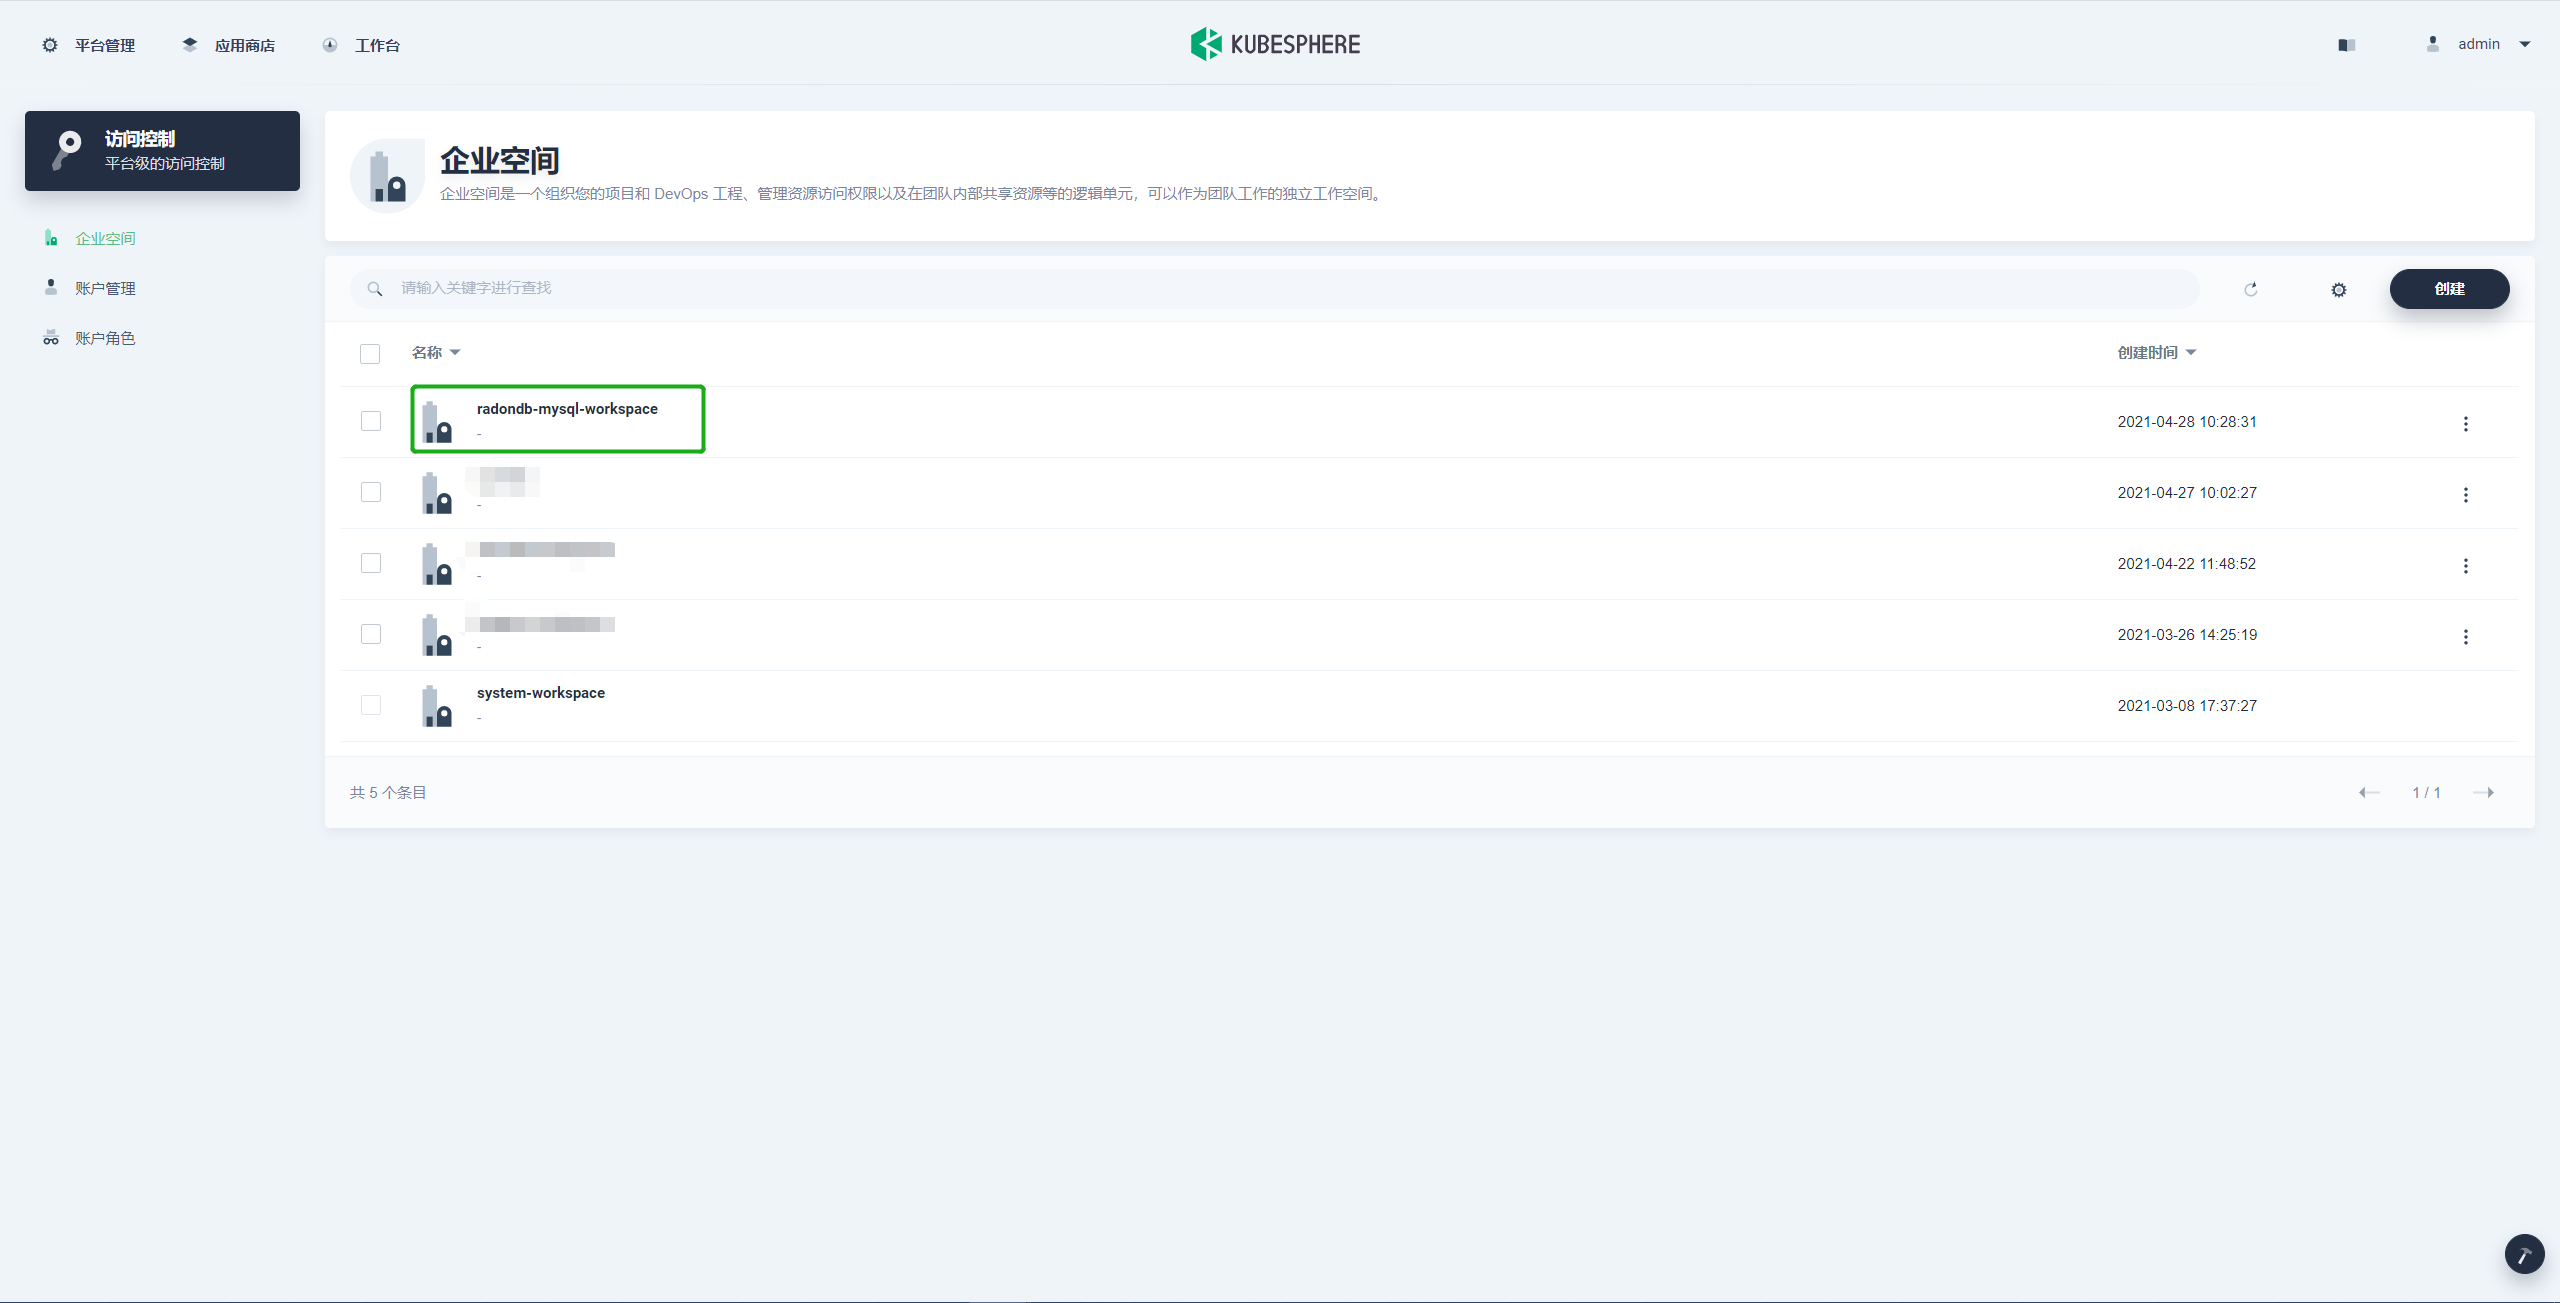 平台管理
应用商店
工作台
KUBESPHERE
admin
访问控制
平台级的访问控制
企业空间
账户管理
账户角色
企业空间
企业空间是一个组织您的项目和 DevOps 工程、管理资源访问权限以及在团队内部共享资源等的逻辑单元，可以作为团队工作的独立工作空间。
请输入关键字进行查找
创建
名称
创建时间
radondb-mysql-workspace
-
2021-04-28 10:28:31
-
2021-04-27 10:02:27
-
2021-04-22 11:48:52
-
2021-03-26 14:25:19
system-workspace
-
2021-03-08 17:37:27
共 5 个条目
1 / 1